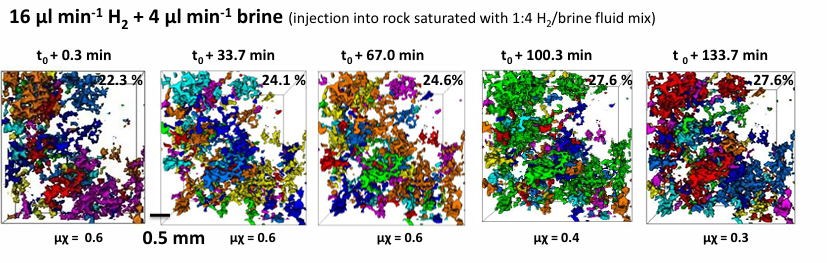 16 µl min-1 H2 + 4 µl min-1 brine (injection into rock saturated with 1:4 H2/brine fluid mix)
t0 + 0.3 min t0 + 33.7 min t0 + 67.0 min t0 + 100.3 min t 0 + 133.7 min
22.3 % 24.1 % 24.6% 27.6 % 27.6%
µχ = 0.6 0.5 mm µχ = 0.6 µχ = 0.6 µχ = 0.4 µχ = 0.3